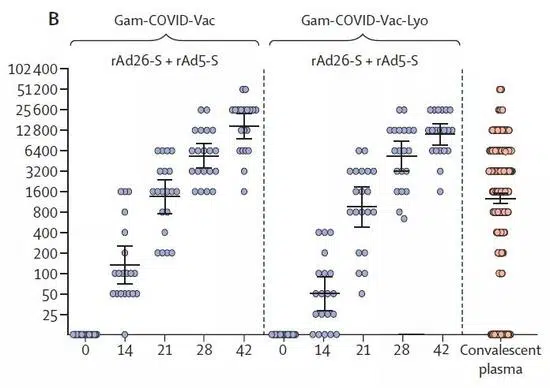 B
Gam-COVID-Vac
Gam-COVID-Vac-Lyo
rAd26-S + rAd5-S
rAd26-S + rAd5-S
102 400
51 200
25 600
12 800
6400
3200
1600
800
400
200
100
50
25
0 14 21 28 42 0 14 21 28 42 Convalescent
plasma